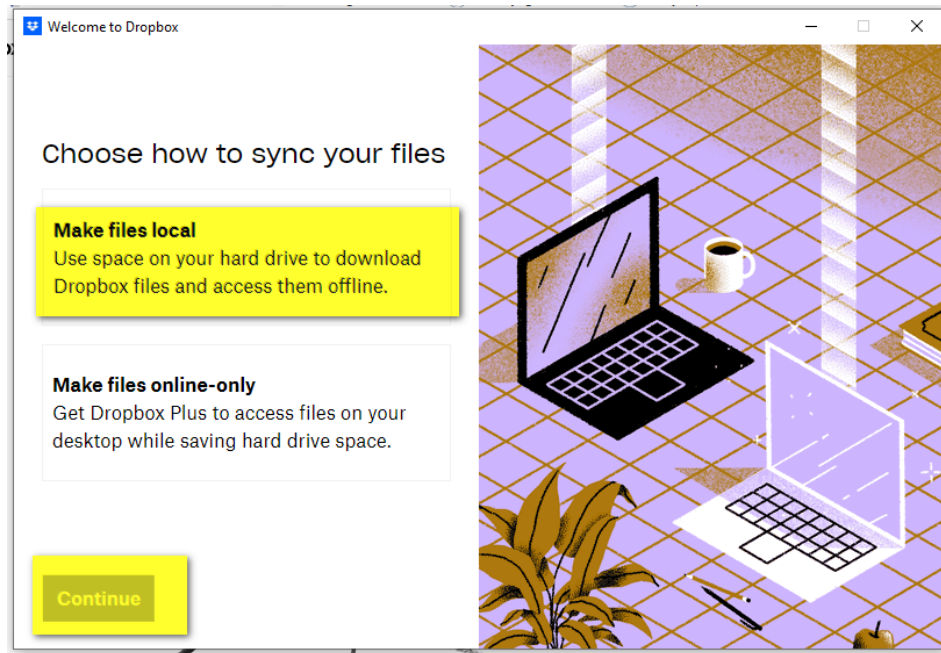 Welcome to Dropbox
Choose how to sync your files
Make files local
Use space on your hard drive to download
Dropbox files and access them offline.
Make files online-only
Get Dropbox Plus to access files on your
desktop while saving hard drive space.
Continue